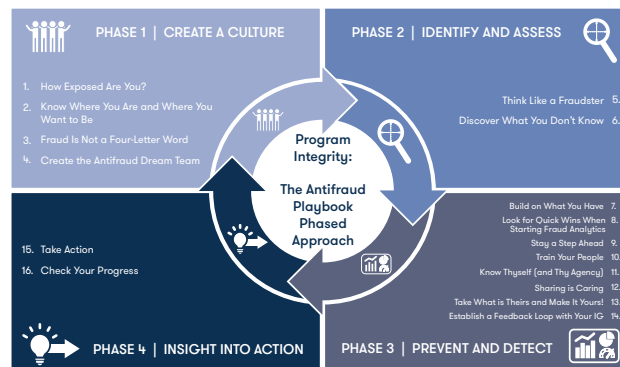 PHASE 1 | CREATE A CULTURE
1. How Exposed Are You?
2. Know Where You Are and Where You
Want to Be
3. Fraud Is Not a Four-Letter Word
4. Create the Antifraud Dream Team
PHASE 2 | IDENTIFY AND ASSESS
Think Like a Fraudster 5.
Discover What You Don't Know 6.
Program
Integrity:
The Antifraud
Playbook
Phased
Approach
15. Take Action
16. Check Your Progress
PHASE 4 | INSIGHT INTO ACTION
Build on What You Have 7.
Look for Quick Wins When 8.
Starting Fraud Analytics
Stay a Step Ahead 9.
Train Your People 10.
Know Thyself (and Thy Agency) 11.
Sharing is Caring 12.
Take What is Theirs and Make It Yours! 13.
Establish a Feedback Loop with Your IG 14.
PHASE 3 | PREVENT AND DETECT